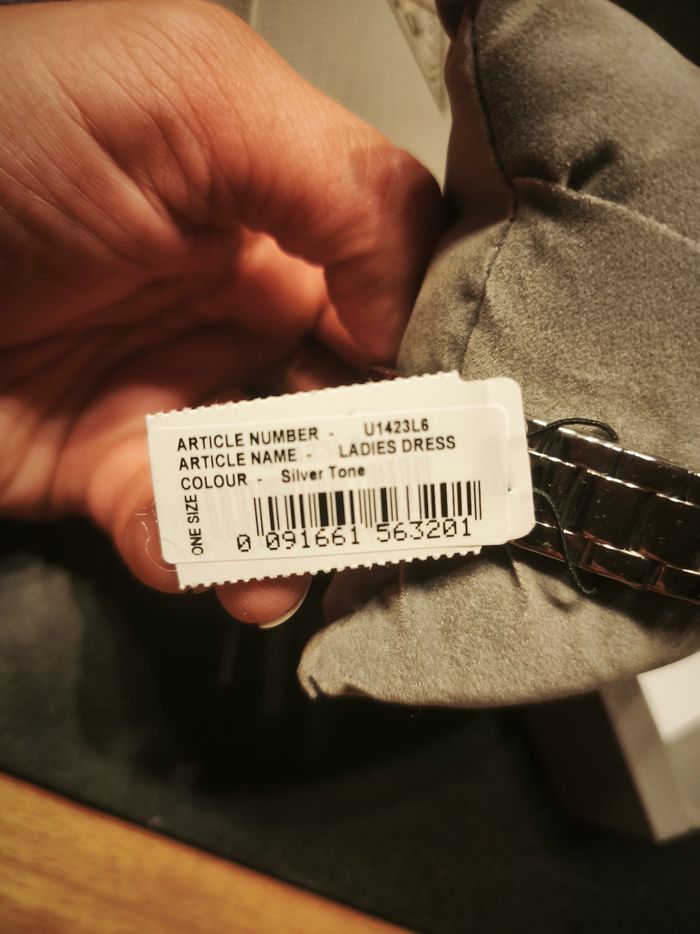 ARTICLE NUMBER - U1423L6
ARTICLE NAME - LADIES DRESS
COLOUR - Silver Tone
ONE SIZE
0 091661 563201